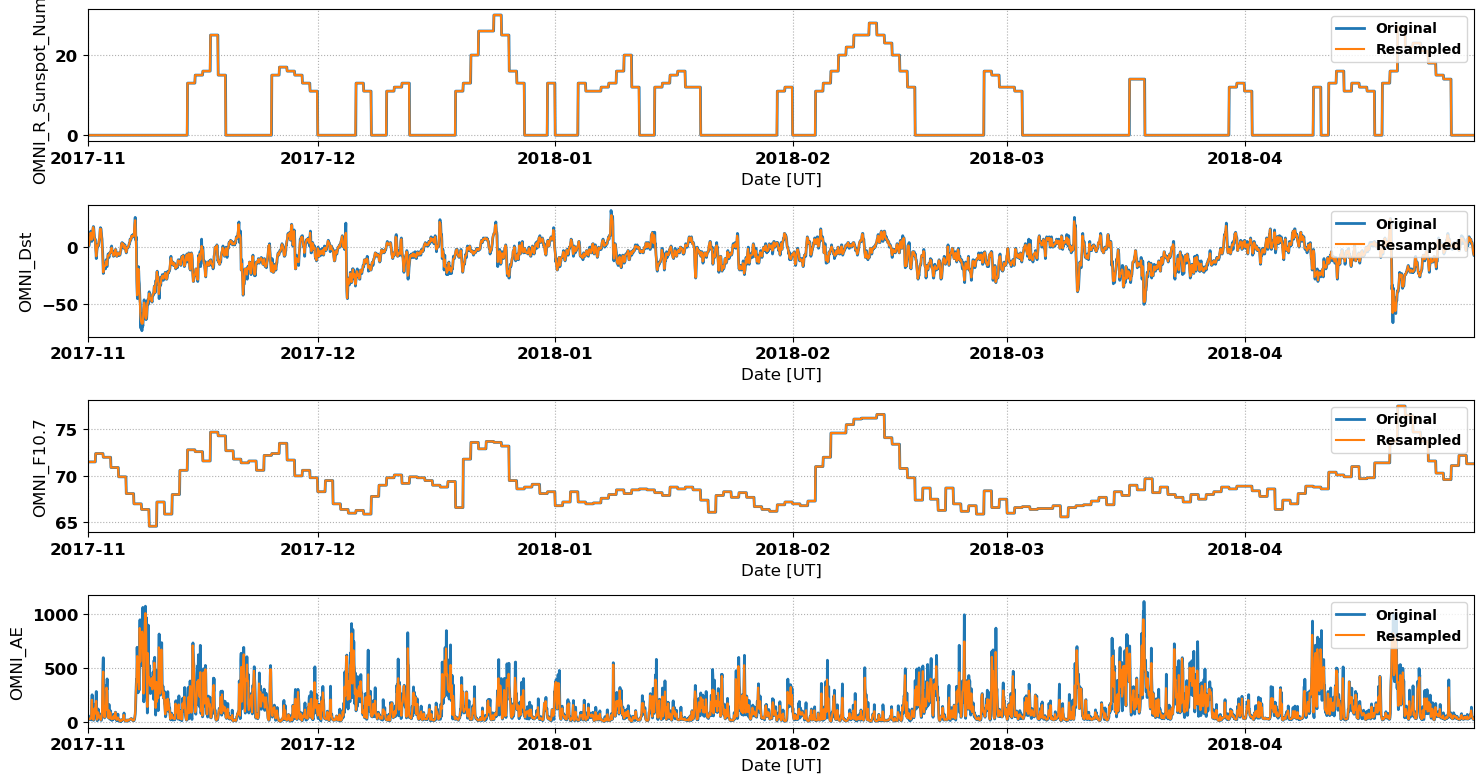 OMNI_R_Sunspot_Num
20
0
Original
Resampled
2017-11
2017-12
2018-01
2018-02
2018-03
2018-04
Date [UT]
OMNI_Dst
0
−50
Original
Resampled
2017-11
2017-12
2018-01
2018-02
2018-03
2018-04
Date [UT]
OMNI_F10.7
75
70
65
Original
Resampled
2017-11
2017-12
2018-01
2018-02
2018-03
2018-04
Date [UT]
OMNI_AE
1000
500
0
Original
Resampled
2017-11
2017-12
2018-01
2018-02
2018-03
2018-04
Date [UT]